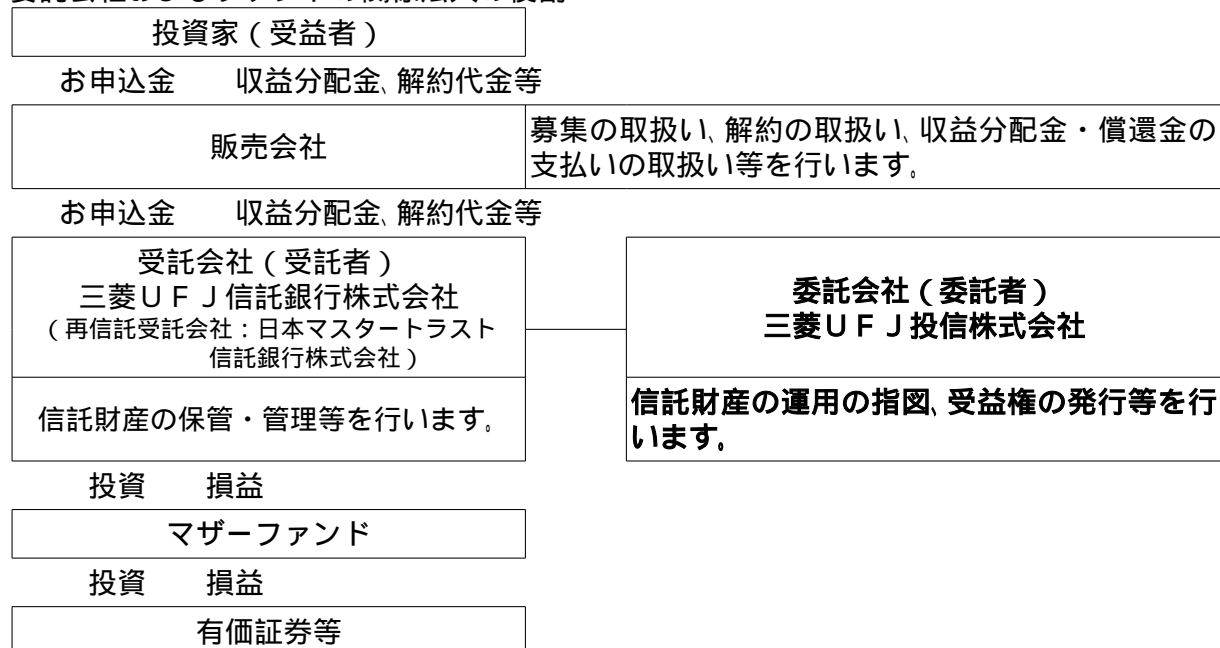 投資家（受益者）
お申込金　収益分配金、解約代金等
販売会社
募集の取扱い、解約の取扱い、収益分配金・償還金の
支払いの取扱い等を行います。
お申込金　収益分配金、解約代金等
受託会社（受託者）
三菱ＵＦＪ信託銀行株式会社
（再信託受託会社：日本マスタートラスト
信託銀行株式会社）
委託会社（委託者）
三菱ＵＦＪ投信株式会社
信託財産の保管・管理等を行います。
信託財産の運用の指図、受益権の発行等を行
います。
投資　損益
マザーファンド
投資　損益
有価証券等